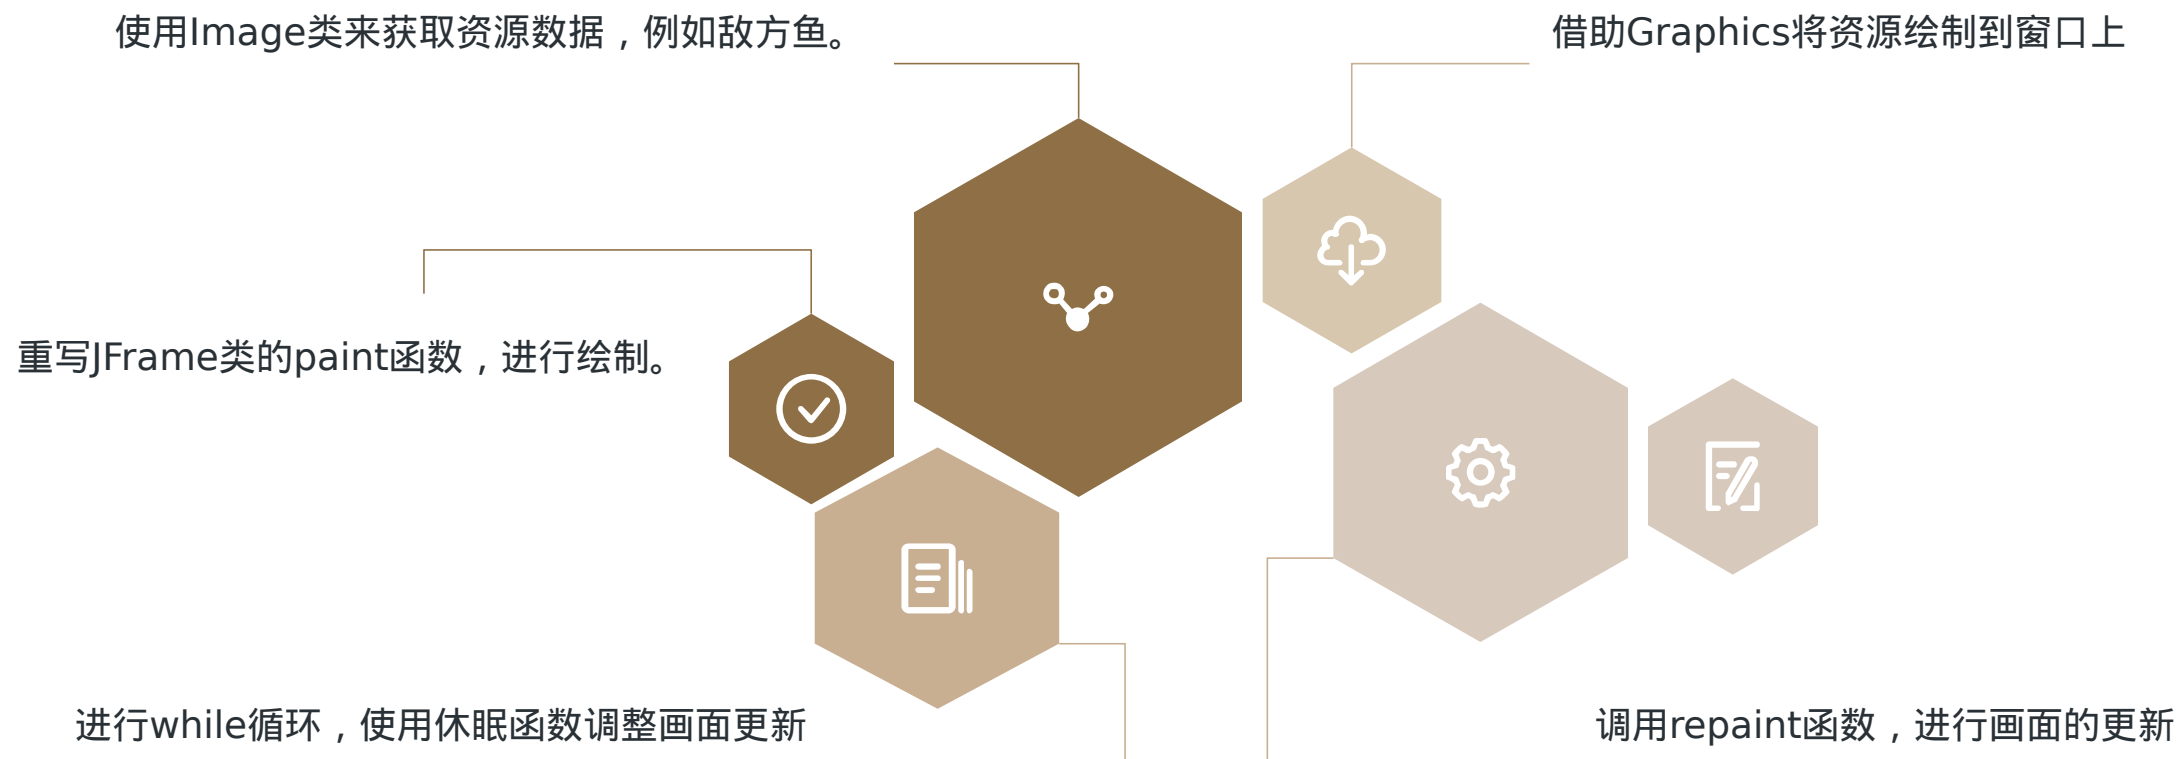 使用Image类来获取资源数据，例如敌方鱼。
借助Graphics将资源绘制到窗口上
重写JFrame类的paint函数，进行绘制。
进行while循环，使用休眠函数调整画面更新
调用repaint函数，进行画面的更新